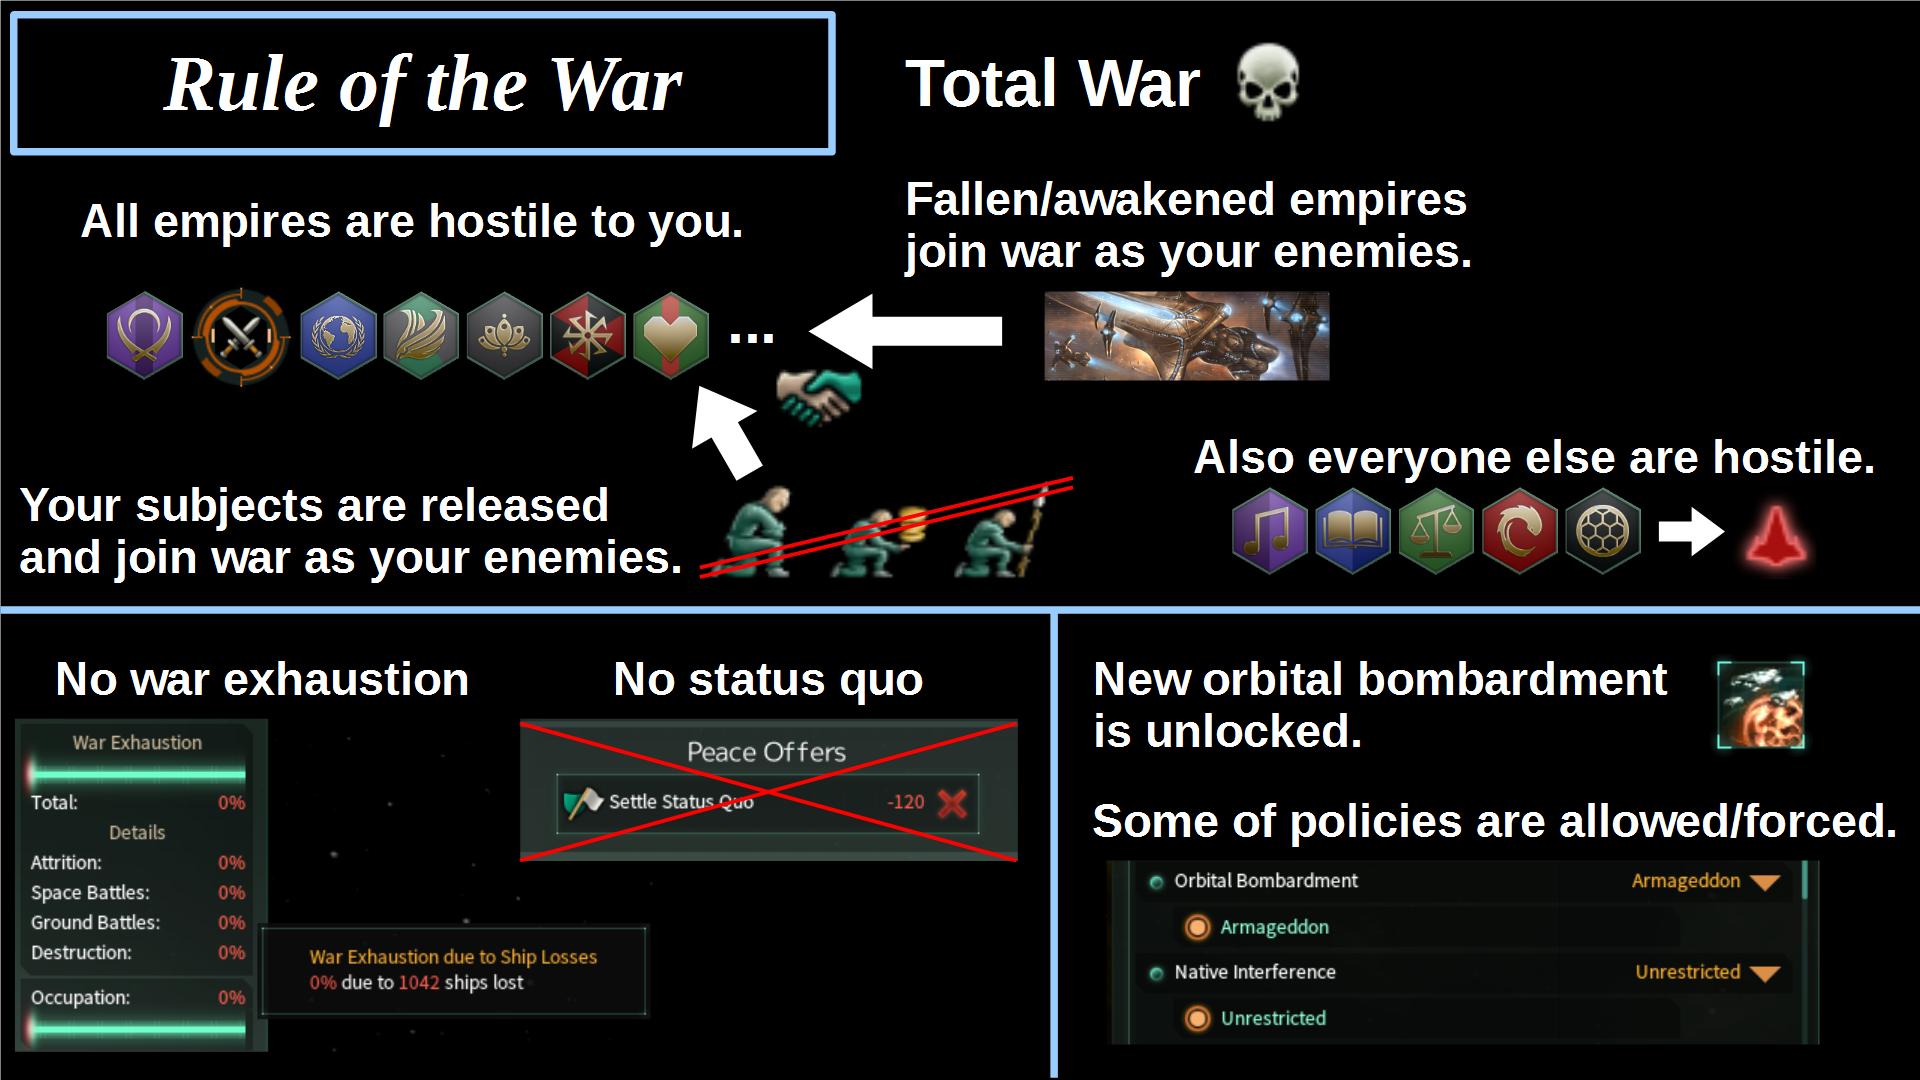 Rule of the War
Total War
All empires are hostile to you.
Fallen/awakened empires
join war as your enemies.
...
Your subjects are released
and join war as your enemies.
Also everyone else are hostile.
No war exhaustion
War Exhaustion
Total: 0%
Details
Attrition: 0%
Space Battles: 0%
Ground Battles: 0%
Destruction: 0%
Occupation: 0%
War Exhaustion due to Ship Losses
0% due to 1042 ships lost
No status quo
Peace Offers
Settle Status Quo -120
New orbital bombardment
is unlocked.
Some of policies are allowed/forced.
Orbital Bombardment Armageddon
Armageddon
Native Interference Unrestricted
Unrestricted